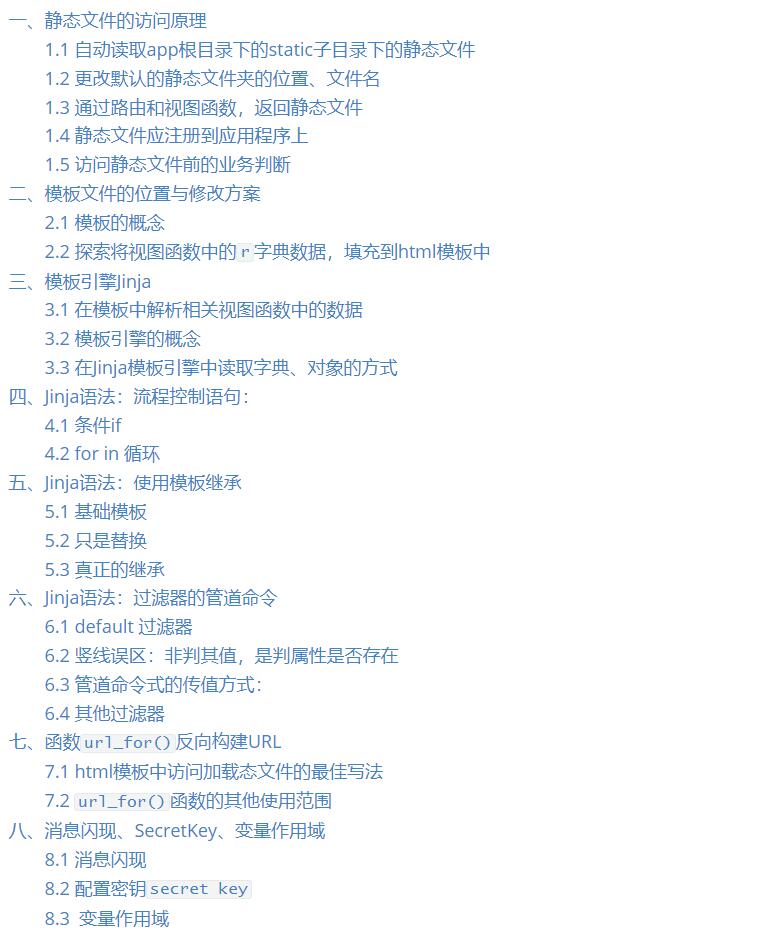 一、静态文件的访问原理
1.1 自动读取app根目录下的static子目录下的静态文件
1.2 更改默认的静态文件夹的位置、文件名
1.3 通过路由和视图函数，返回静态文件
1.4 静态文件应注册到应用程序上
1.5 访问静态文件前的业务判断
二、模板文件的位置与修改方案
2.1 模板的概念
2.2 探索将视图函数中的 r 字典数据，填充到html模板中
三、模板引擎Jinja
3.1 在模板中解析相关视图函数中的数据
3.2 模板引擎的概念
3.3 在Jinja模板引擎中读取字典、对象的方式
四、Jinja语法：流程控制语句：
4.1 条件if
4.2 for in 循环
五、Jinja语法：使用模板继承
5.1 基础模板
5.2 只是替换
5.3 真正的继承
六、Jinja语法：过滤器的管道命令
6.1 default 过滤器
6.2 竖线误区：非判其值，是判属性是否存在
6.3 管道命令式的传值方式：
6.4 其他过滤器
七、函数 url_for() 反向构建URL
7.1 html模板中访问加载态文件的最佳写法
7.2 url_for() 函数的其他使用范围
八、消息闪现、SecretKey、变量作用域
8.1 消息闪现
8.2 配置密钥 secret key
8.3 变量作用域